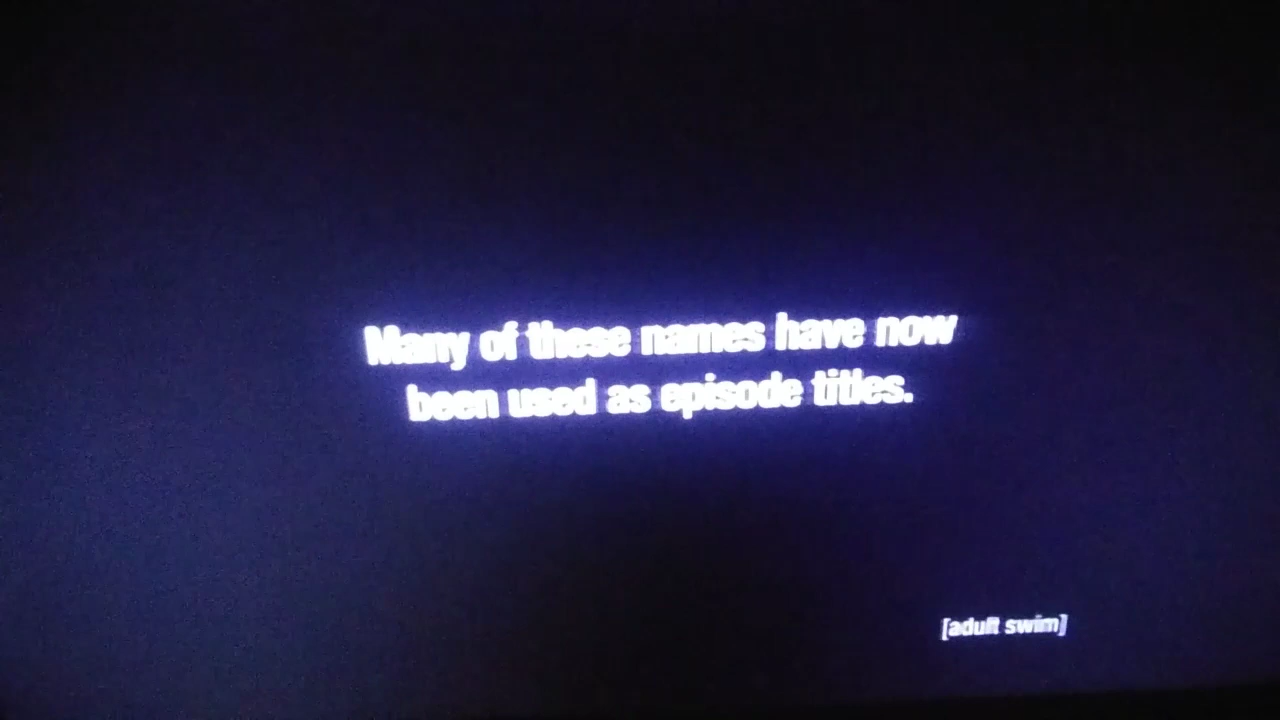 Many of these names have now
been used as episode titles.
[adult swim]